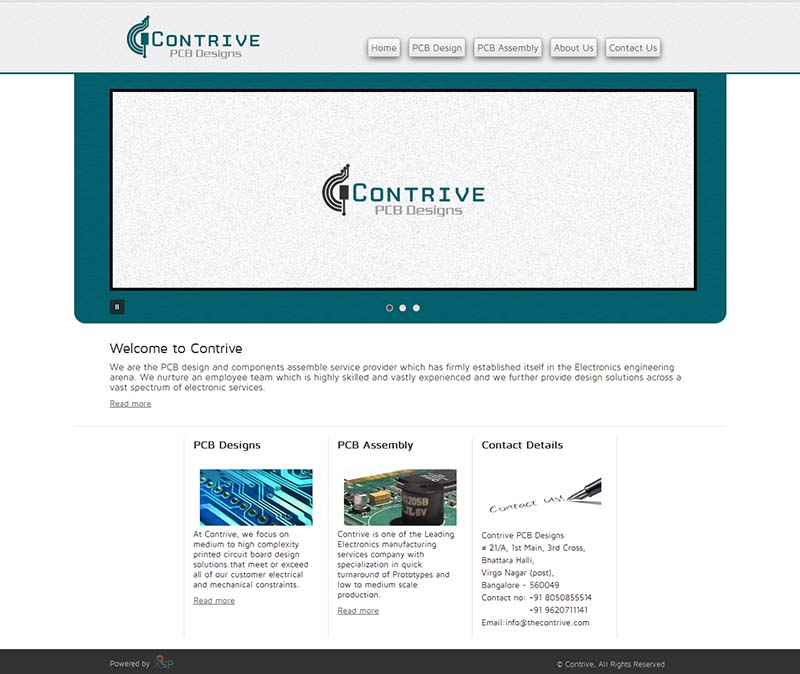 CONTRIVE
PCB Designs
Home
PCB Design
PCB Assembly
About Us
Contact Us
CONTRIVE
PCB Designs
Welcome to Contrive
We are the PCB design and components assemble service provider which has firmly established itself in the Electronics engineering
arena. We nurture an employee team which is highly skilled and vastly experienced and we further provide design solutions across a
vast spectrum of electronic services.
Read more
PCB Designs
At Contrive, we focus on
medium to high complexity
printed circuit board design
solutions that meet or exceed
all of our customer electrical
and mechanical constraints.
Read more
PCB Assembly
1205B
CL8V
Contrive is one of the Leading
Electronics manufacturing
services company with
specialization in quick
turnaround of Prototypes and
low to medium scale
production.
Read more
Contact Details
Contact Us!
Contrive PCB Designs
# 21/A, 1st Main, 3rd Cross,
Bhattara Halli,
Virgo Nagar (post),
Bangalore - 560049
Contact no: +91 8050855514
+91 9620711141
Email:info@thecontrive.com
Powered by
© Contrive, All Rights Reserved